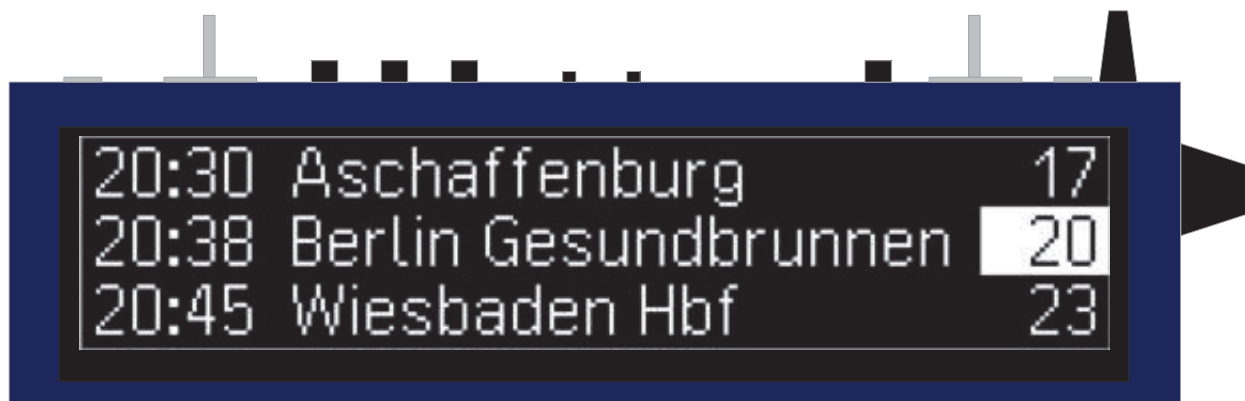 20:30 Aschaffenburg 17
20:38 Berlin Gesundbrunnen 20
20:45 Wiesbaden Hbf 23